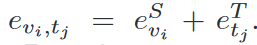 $e_{v_i,t_j} = e^S_{v_i} + e^T_{t_j}.$